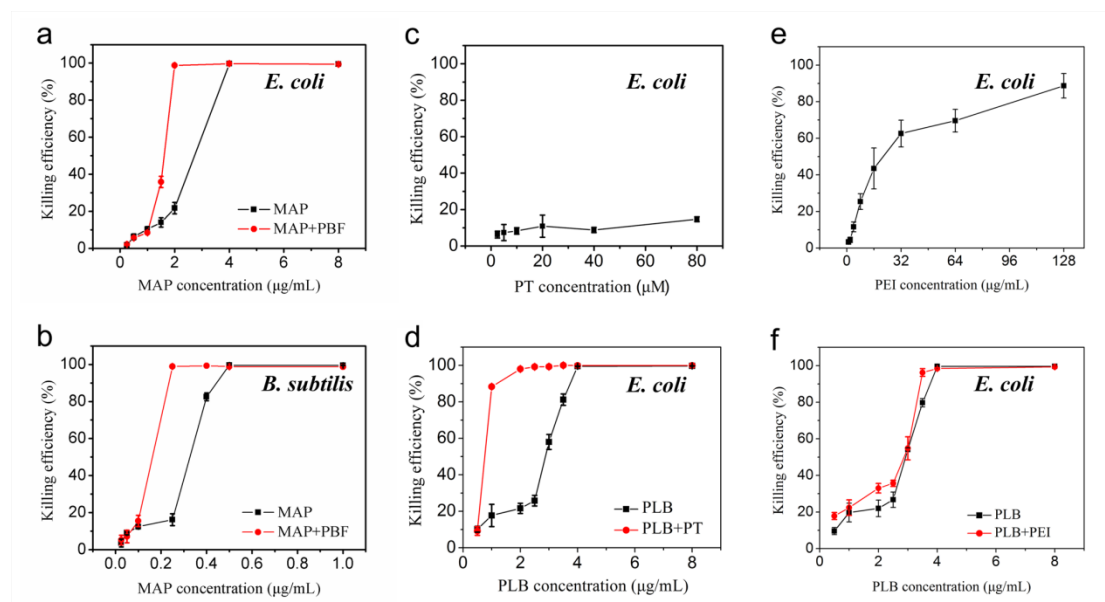 a
Killing efficiency (%)
100
80
60
40
20
0
E. coli
MAP
MAP+PBF
0
2
4
6
8
MAP concentration (μg/mL)
c
Killing efficiency (%)
100
80
60
40
20
0
E. coli
0
20
40
60
80
PT concentration (μM)
e
Killing efficiency (%)
100
80
60
40
20
0
E. coli
0
32
64
96
128
PEI concentration (μg/mL)
b
Killing efficiency (%)
100
80
60
40
20
0
B. subtilis
MAP
MAP+PBF
0.0
0.2
0.4
0.6
0.8
1.0
MAP concentration (μg/mL)
d
Killing efficiency (%)
100
80
60
40
20
0
E. coli
PLB
PLB+PT
0
2
4
6
8
PLB concentration (μg/mL)
f
Killing efficiency (%)
100
80
60
40
20
0
E. coli
PLB
PLB+PEI
0
2
4
6
8
PLB concentration (μg/mL)